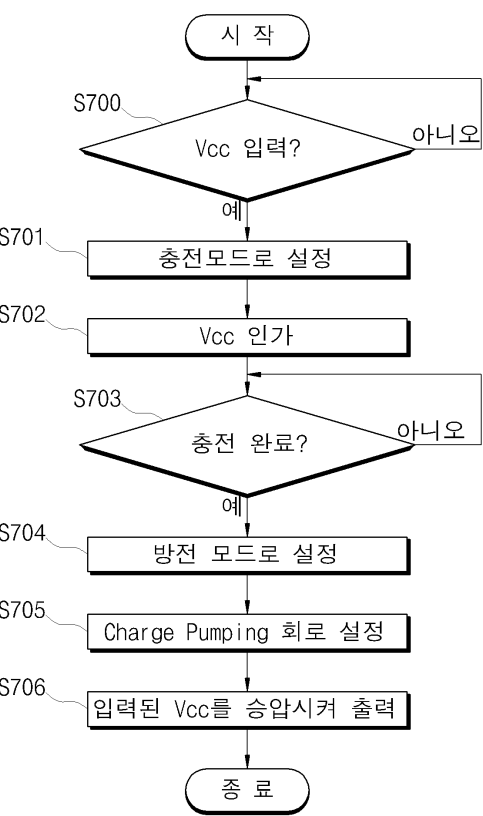 시 작
S700
Vcc 입력?
아니오
예
S701
충전모드로 설정
S702
Vcc 인가
S703
충전 완료?
아니오
예
S704
방전 모드로 설정
S705
Charge Pumping 회로 설정
S706
입력된 Vcc를 승압시켜 출력
종 료